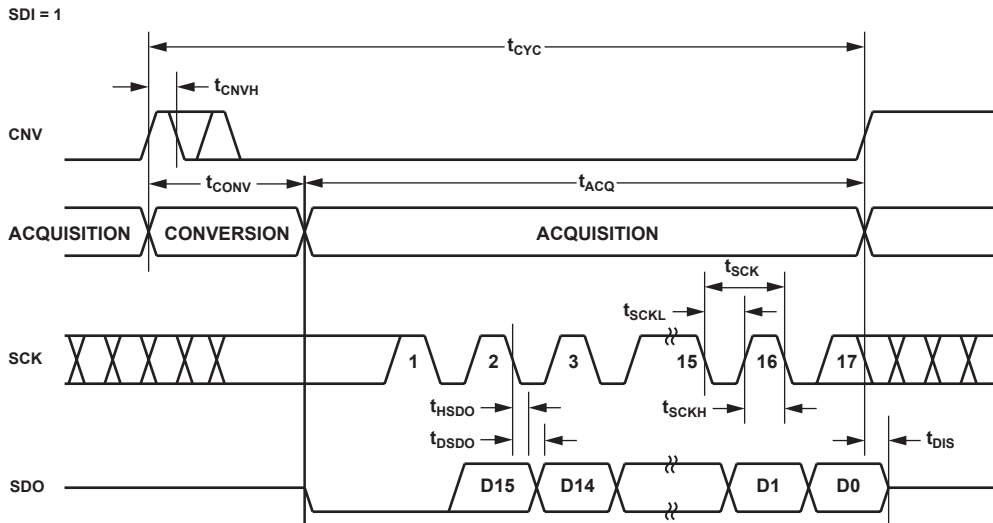 SDI = 1
tCYC
tCNVH
CNV
tCONV
tACQ
ACQUISITION CONVERSION ACQUISITION
tSCK
tSCKL
SCK 1 2 3 15 16 17
tHSDO tSCKH
tDSDO tDIS
SDO D15 D14 D1 D0